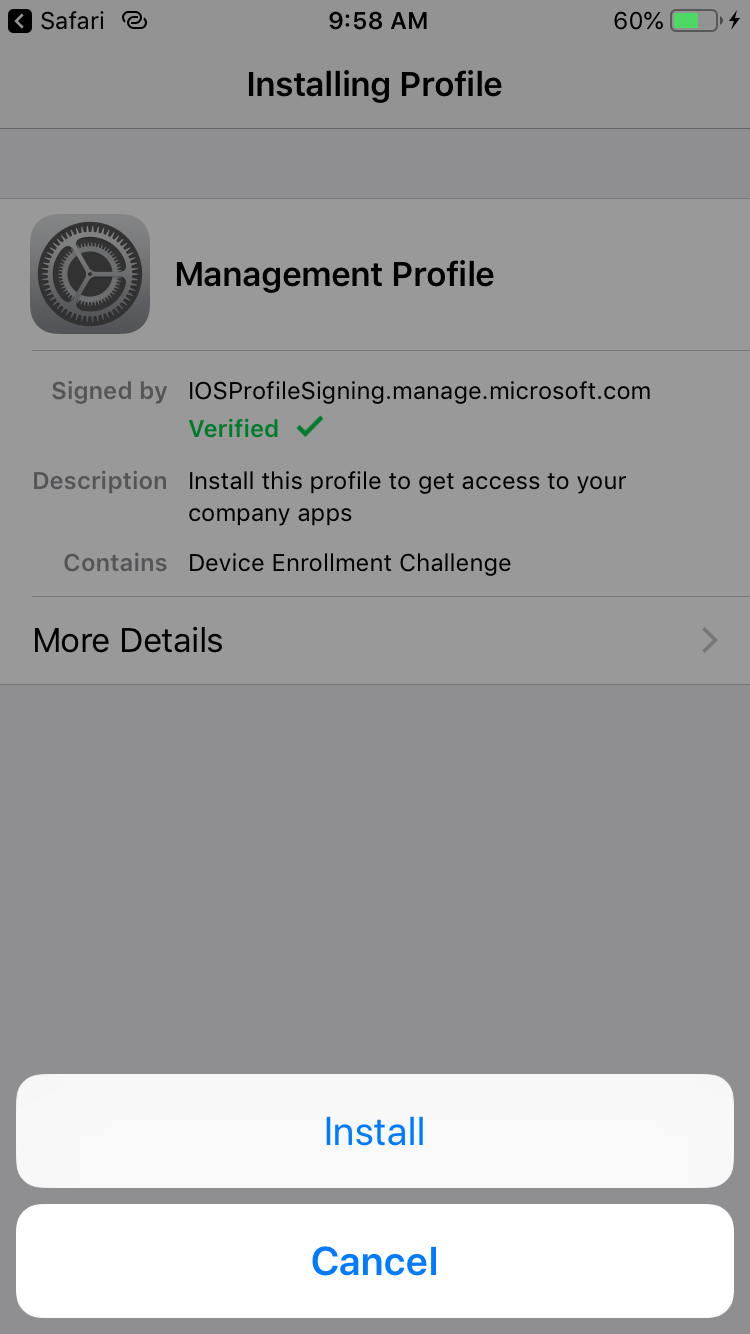 Safari 9:58 AM 60%
Installing Profile
Management Profile
Signed by IOSProfileSigning.manage.microsoft.com
Verified
Description Install this profile to get access to your
company apps
Contains Device Enrollment Challenge
More Details
Install
Cancel